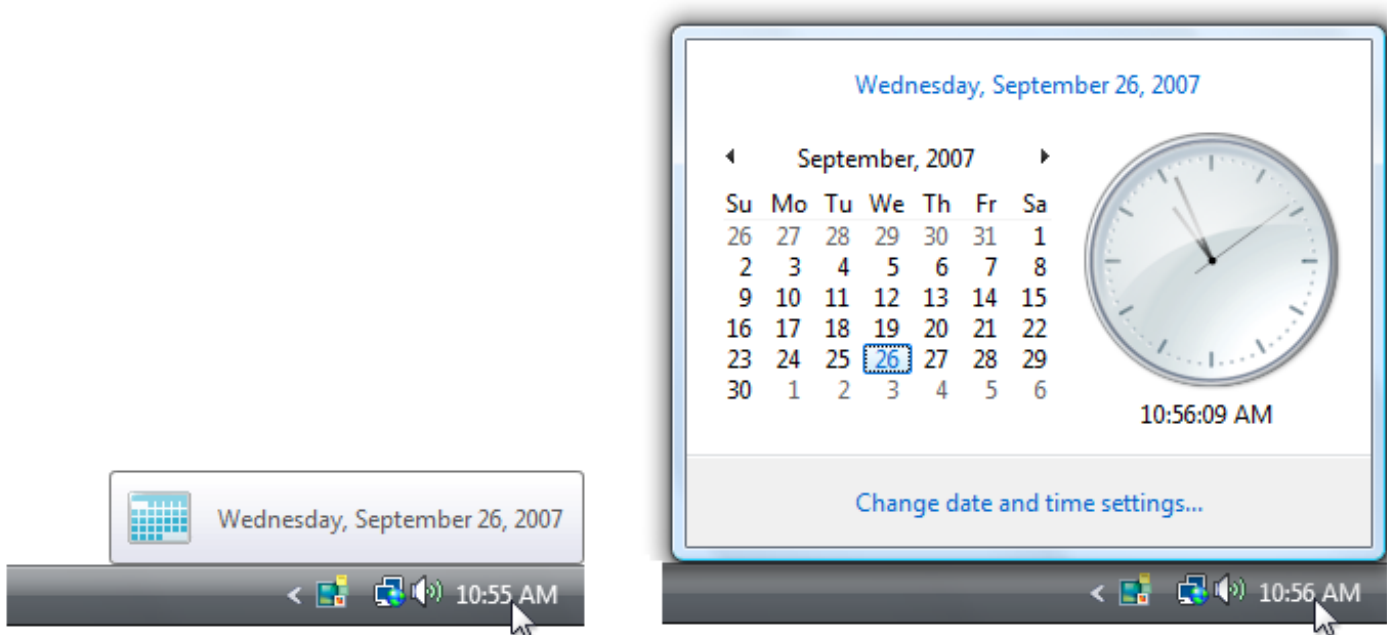 Wednesday, September 26, 2007
10:55 AM
Wednesday, September 26, 2007
September, 2007
Su Mo Tu We Th Fr Sa
26 27 28 29 30 31 1
2 3 4 5 6 7 8
9 10 11 12 13 14 15
16 17 18 19 20 21 22
23 24 25 26 27 28 29
30 1 2 3 4 5 6
10:56:09 AM
Change date and time settings...
10:56 AM